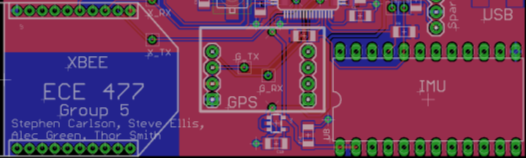 X_RX
X_TX
XBEE
ECE 477
Group 5
Stephen Carlson, Steve Ellis,
Alec Green, Thor Smith
G_TX
G_RX
GPS
IMU
USB
Spar